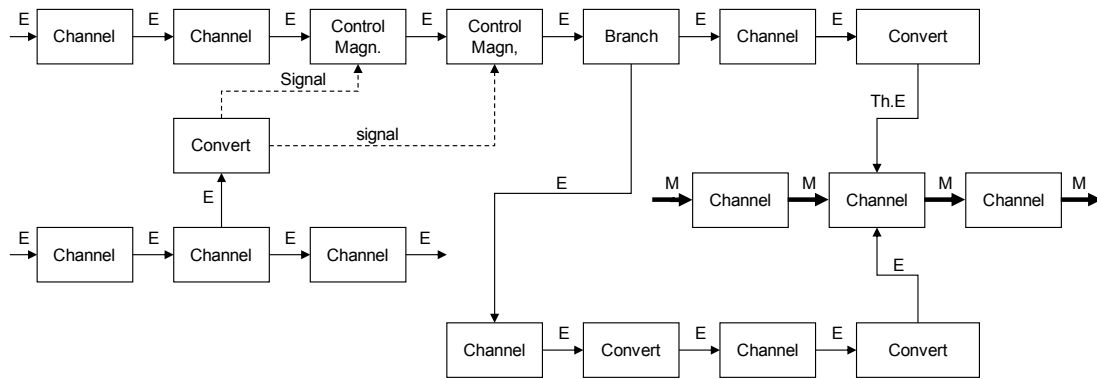 E E E E E E E
Channel Channel Control Magn. Control Magn, Branch Channel Convert
Signal
Th.E
signal
Convert
E
E
M M M M
Channel Channel Channel
E E E E
Channel Channel Channel
E
E E E
Channel Convert Channel Convert